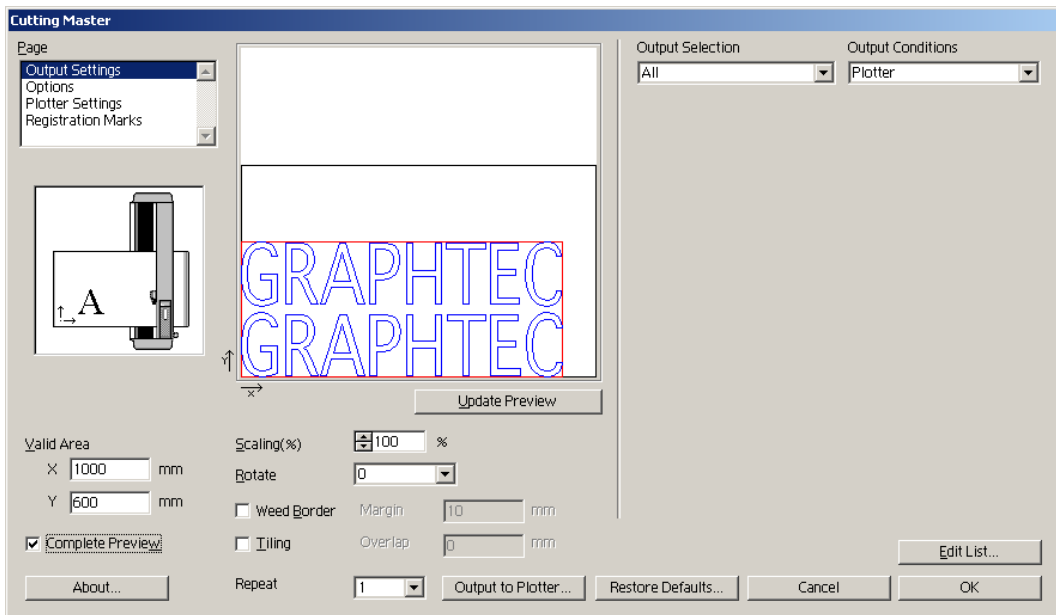 Cutting Master
Page
Output Settings
Options
Plotter Settings
Registration Marks
A
GRAPHTEC
GRAPHTEC
Y
X
Update Preview
Output Selection
All
Output Conditions
Plotter
Valid Area
X 1000 mm
Y 600 mm
Complete Preview
About...
Scaling(%) 100 %
Rotate 0
Weed Border Margin 10 mm
Tiling Overlap 0 mm
Repeat 1
Output to Plotter...
Restore Defaults...
Cancel
Edit List...
OK